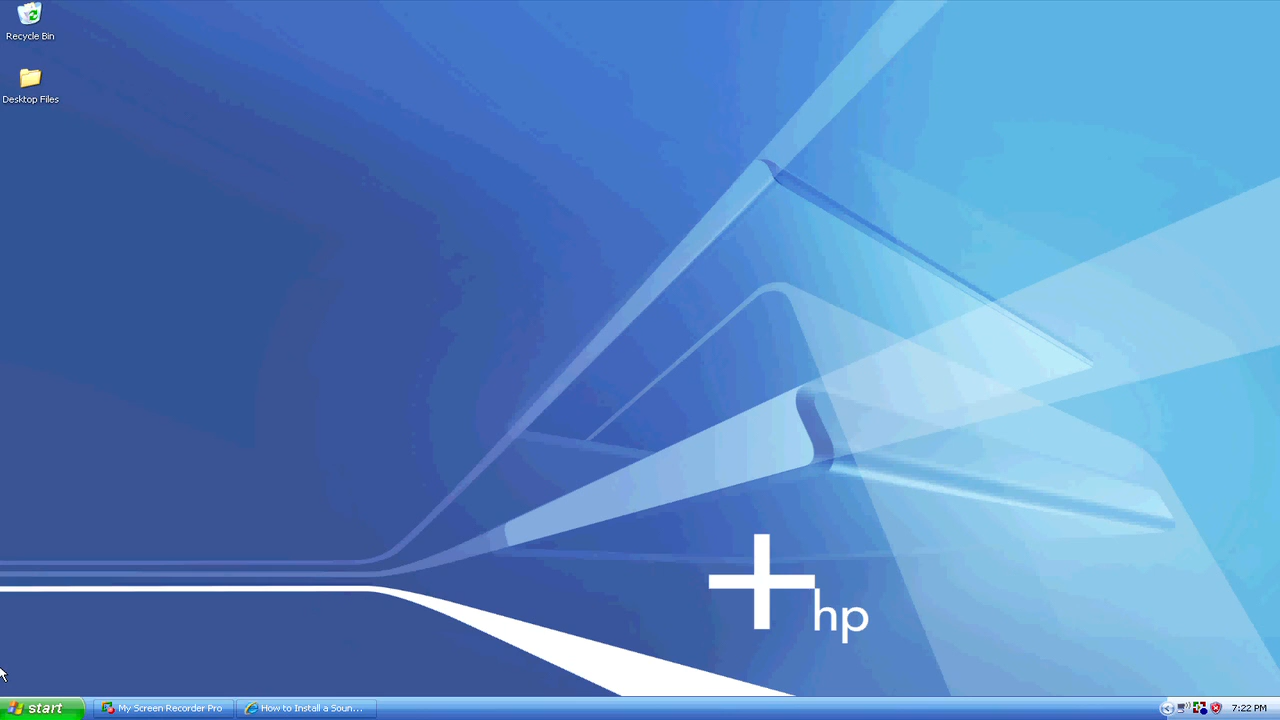 Recycle Bin
Desktop Files
hp
start
My Screen Recorder Pro
How to Install a Soun...
7:22 PM